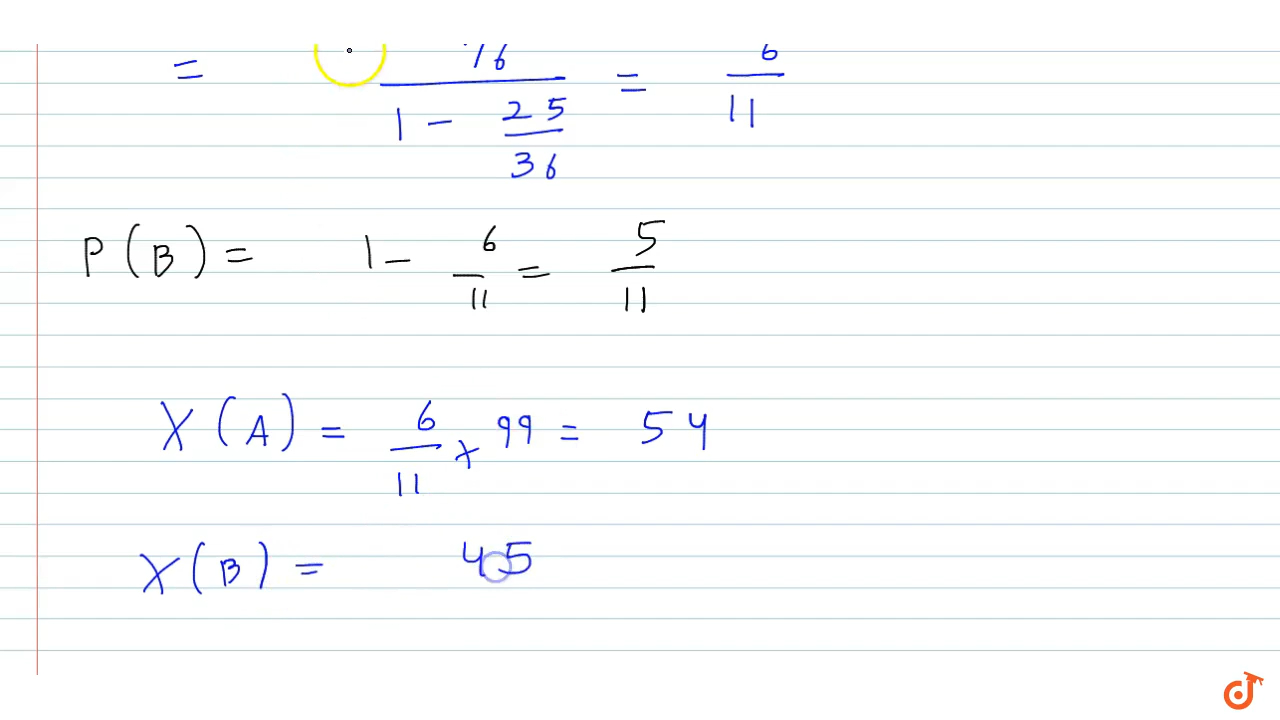 = 1/6 / (1 - 25/36) = 6/11
P(B) = 1 - 6/11 = 5/11
X(A) = 6/11 × 99 = 54
X(B) = 45